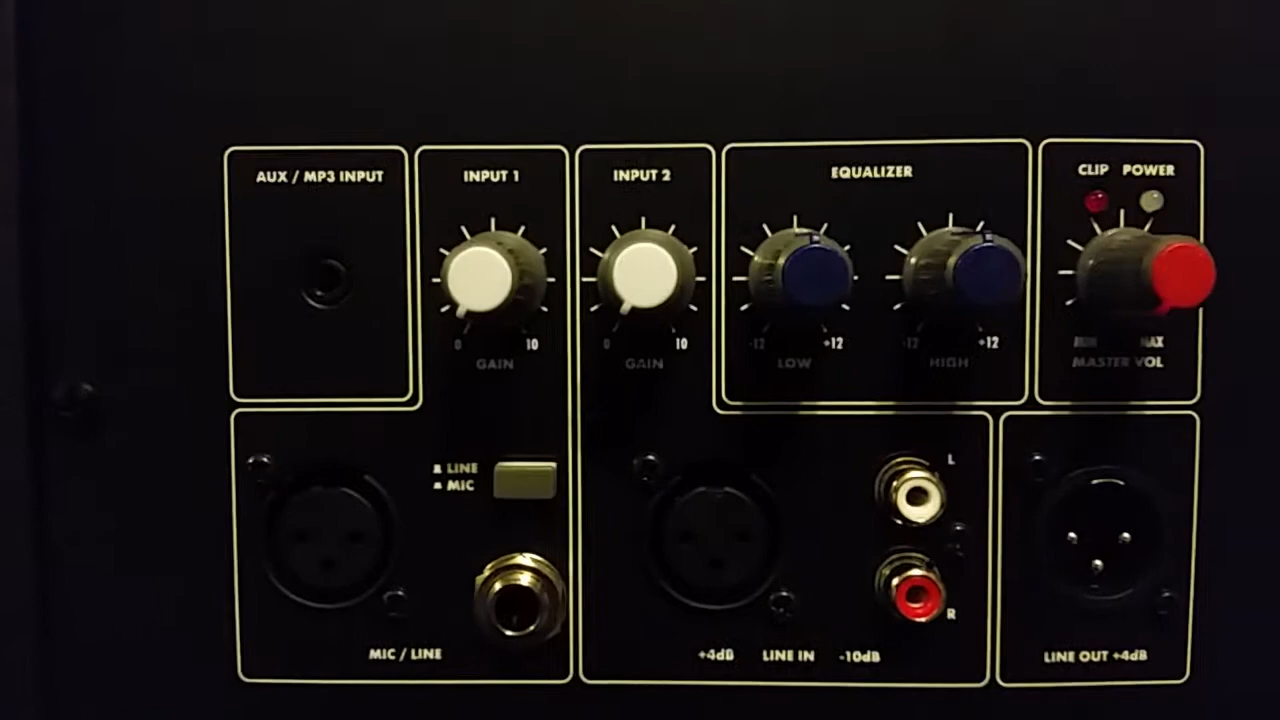 AUX / MP3 INPUT
INPUT 1
0
10
GAIN
INPUT 2
0
10
GAIN
EQUALIZER
-12
+12
LOW
-12
+12
HIGH
CLIP
POWER
MIN
MAX
MASTER VOL
LINE
MIC
MIC / LINE
L
R
+4dB
LINE IN
-10dB
LINE OUT +4dB